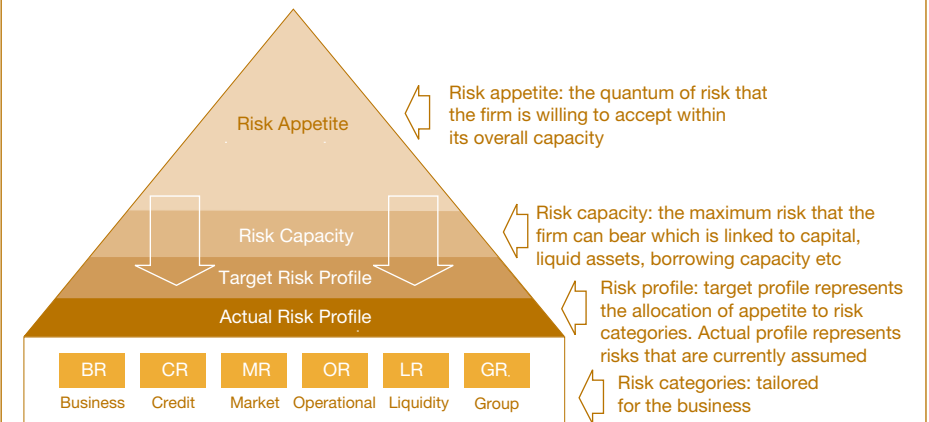 Risk Appetite
Risk appetite: the quantum of risk that
the firm is willing to accept within
its overall capacity
Risk Capacity
Risk capacity: the maximum risk that the
firm can bear which is linked to capital,
liquid assets, borrowing capacity etc
Target Risk Profile
Actual Risk Profile
Risk profile: target profile represents
the allocation of appetite to risk
categories. Actual profile represents
risks that are currently assumed
BR CR MR OR LR GR.
Business Credit Market Operational Liquidity Group
Risk categories: tailored
for the business